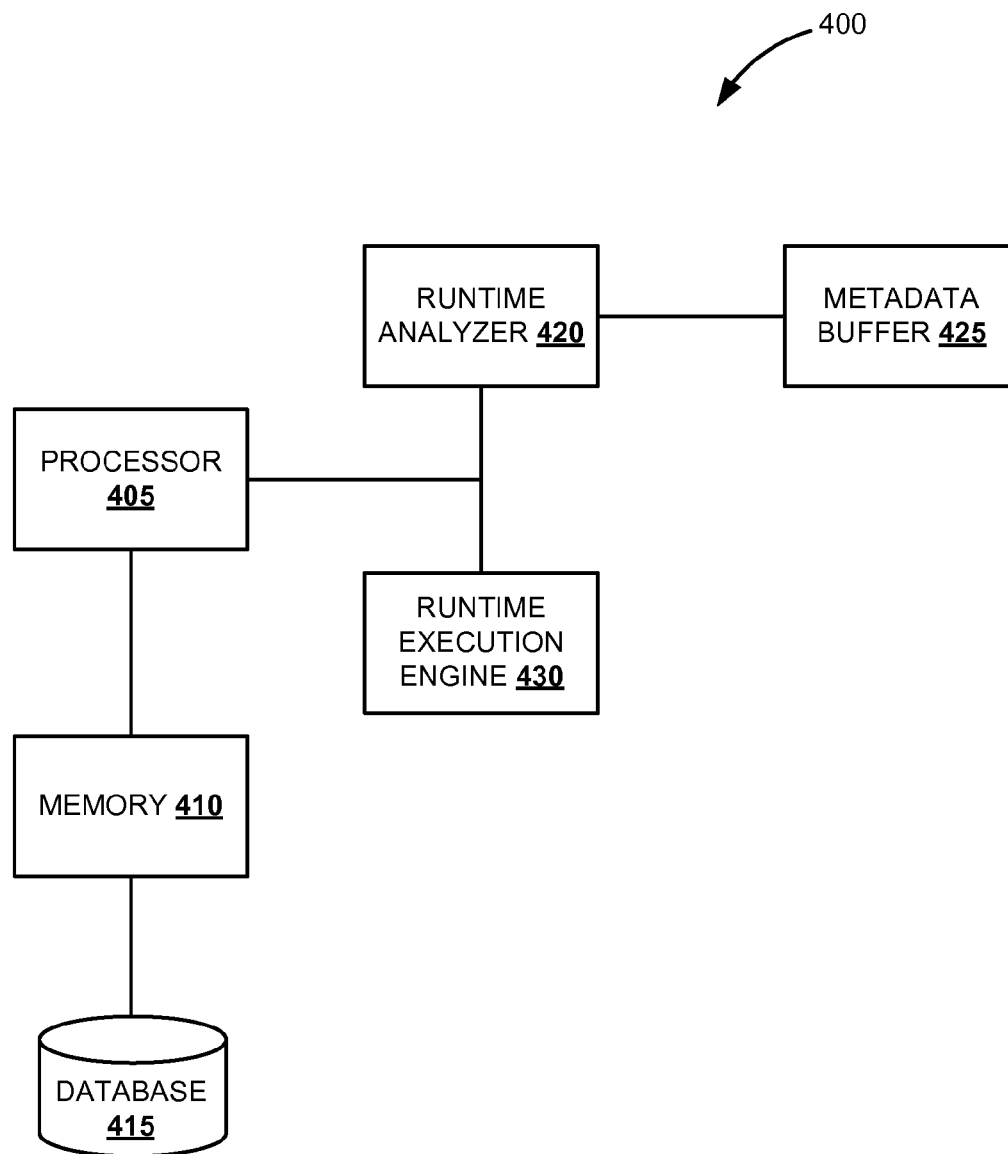 400
RUNTIME
ANALYZER 420
METADATA
BUFFER 425
PROCESSOR
405
RUNTIME
EXECUTION
ENGINE 430
MEMORY 410
DATABASE
415